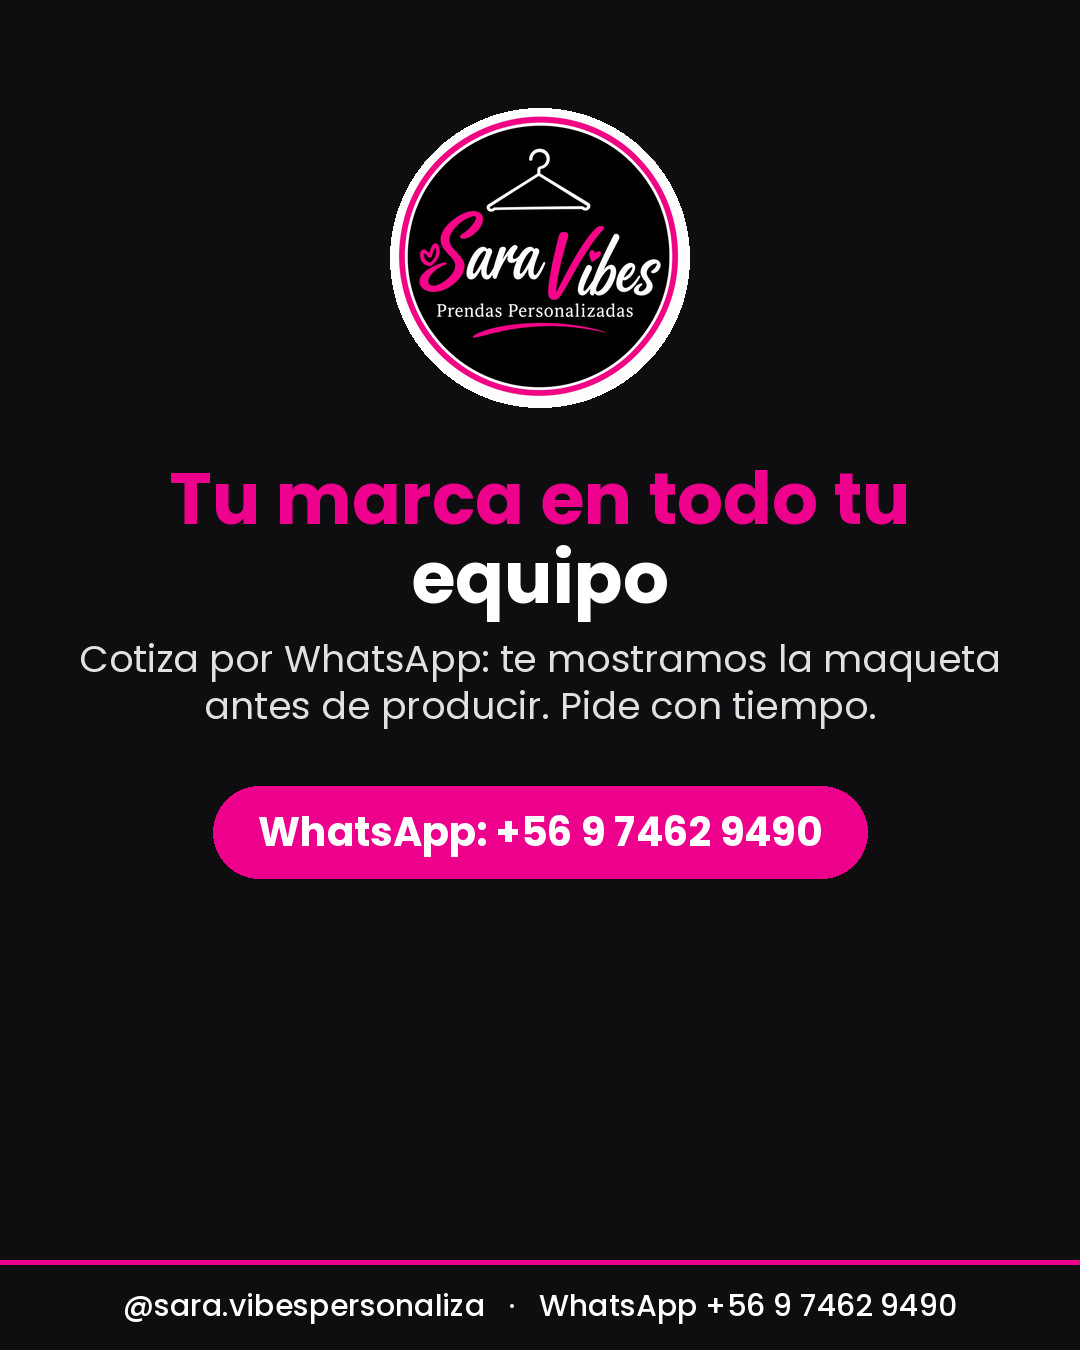 Sara Vibes
Prendas Personalizadas
Tu marca en todo tu
equipo
Cotiza por WhatsApp: te mostramos la maqueta
antes de producir. Pide con tiempo.
WhatsApp: +56 9 7462 9490
@sara.vibespersonaliza · WhatsApp +56 9 7462 9490